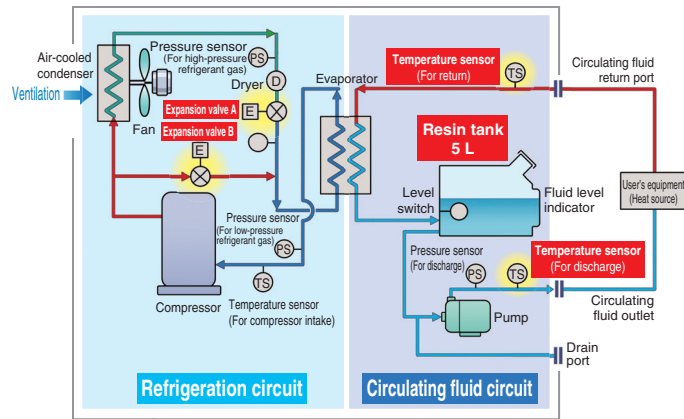 Air-cooled
condenser
Ventilation
Fan
Pressure sensor
(For high-pressure
refrigerant gas)
PS
Dryer
D
Expansion valve A
E
Expansion valve B
E
Evaporator
Pressure sensor
(For low-pressure
refrigerant gas)
PS
TS
Temperature sensor
(For compressor intake)
Compressor
Refrigeration circuit
Temperature sensor
(For return)
TS
Circulating fluid
return port
Resin tank
5 L
Level
switch
Fluid level
indicator
User's equipment
(Heat source)
Pressure sensor
(For discharge)
PS
TS
Temperature sensor
(For discharge)
Pump
Circulating
fluid outlet
Drain
port
Circulating fluid circuit